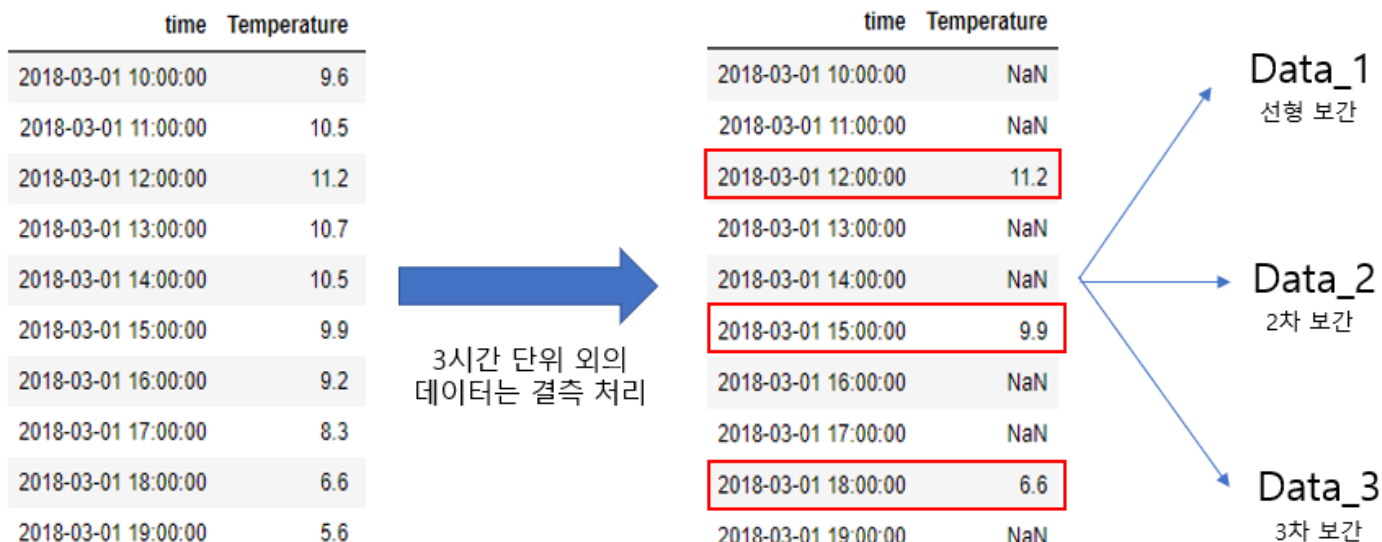 time Temperature
2018-03-01 10:00:00 9.6
2018-03-01 11:00:00 10.5
2018-03-01 12:00:00 11.2
2018-03-01 13:00:00 10.7
2018-03-01 14:00:00 10.5
2018-03-01 15:00:00 9.9
2018-03-01 16:00:00 9.2
2018-03-01 17:00:00 8.3
2018-03-01 18:00:00 6.6
2018-03-01 19:00:00 5.6
3시간 단위 외의
데이터는 결측 처리
time Temperature
2018-03-01 10:00:00 NaN
2018-03-01 11:00:00 NaN
2018-03-01 12:00:00 11.2
2018-03-01 13:00:00 NaN
2018-03-01 14:00:00 NaN
2018-03-01 15:00:00 9.9
2018-03-01 16:00:00 NaN
2018-03-01 17:00:00 NaN
2018-03-01 18:00:00 6.6
2018-03-01 19:00:00 NaN
Data_1
선형 보간
Data_2
2차 보간
Data_3
3차 보간